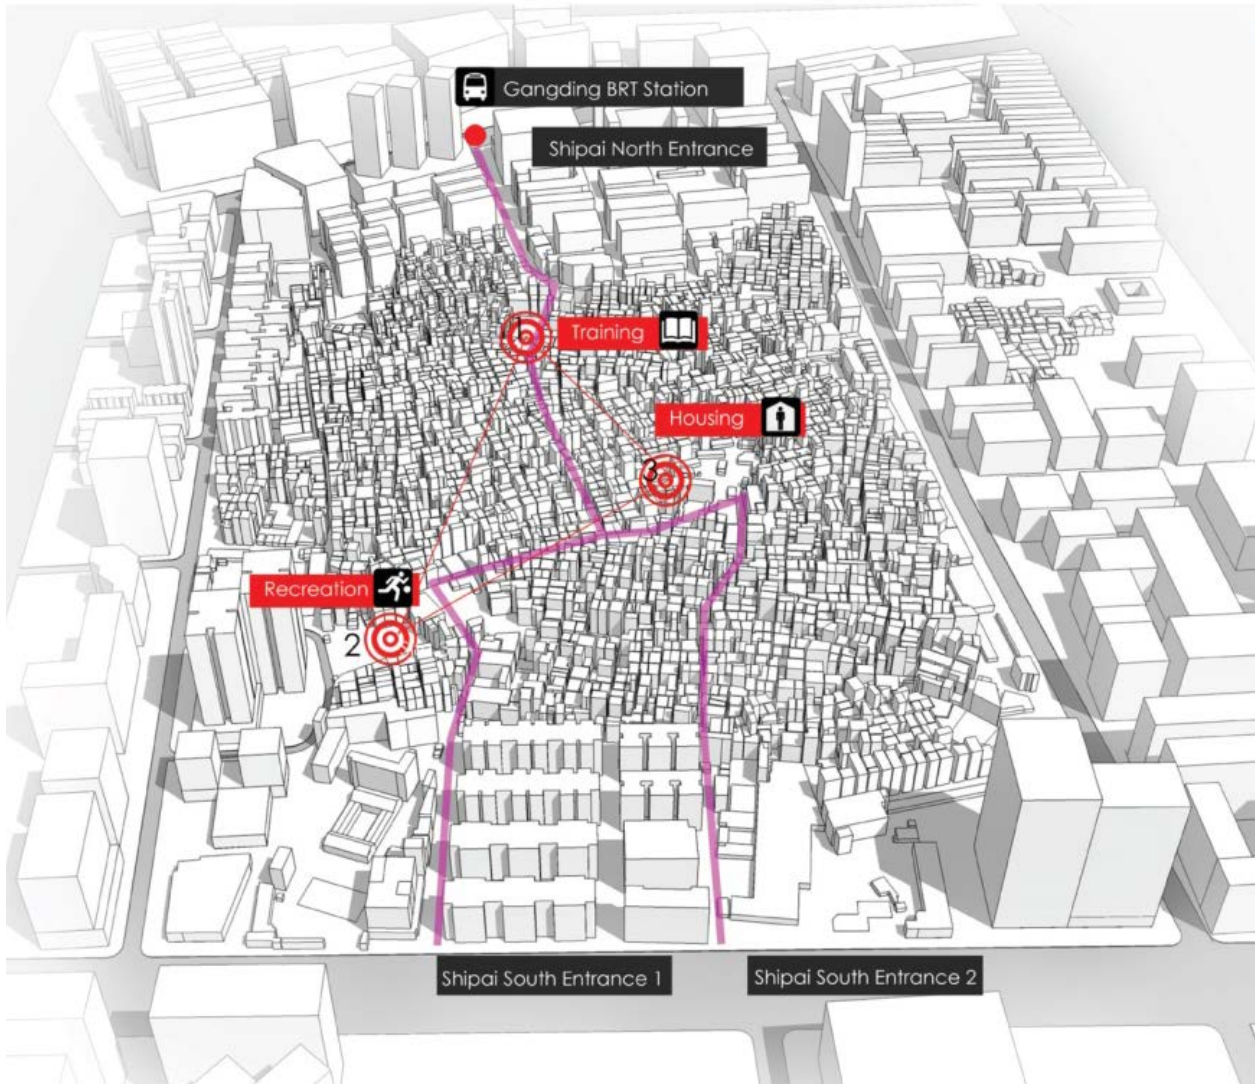 Gangding BRT Station
Shipai North Entrance
1
Training
Housing
3
Recreation
2
Shipai South Entrance 1
Shipai South Entrance 2